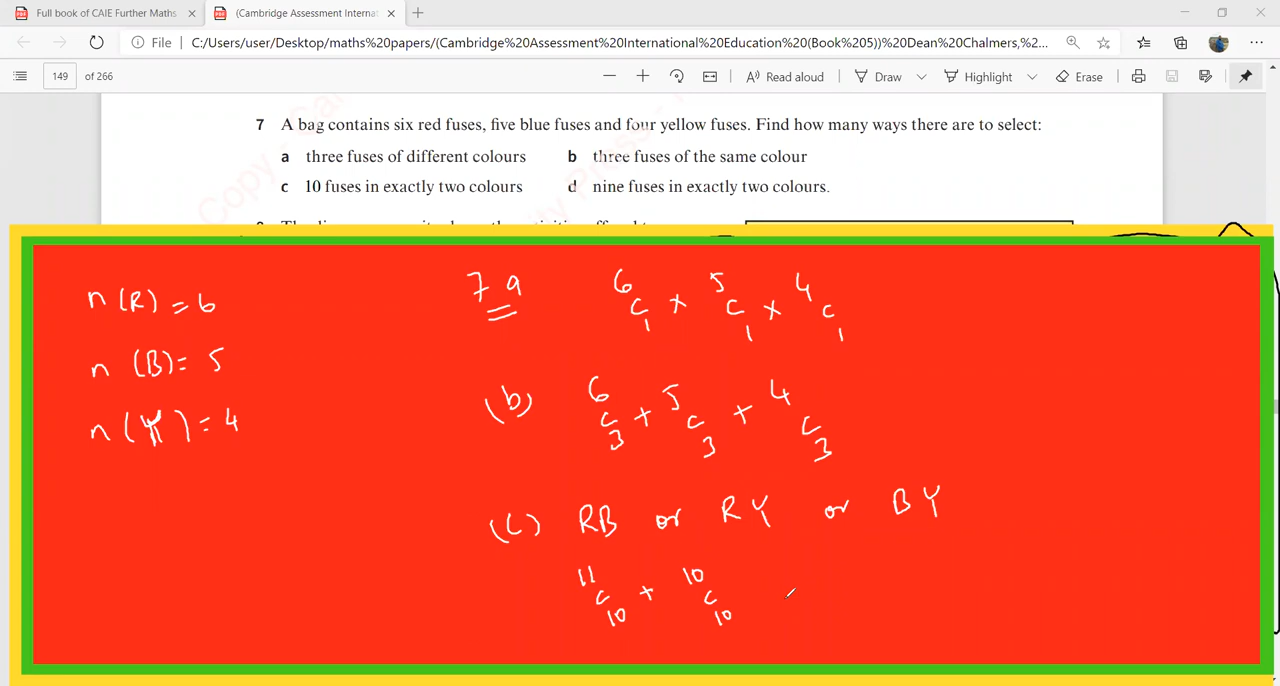 Full book of CAIE Further Maths
(Cambridge Assessment Internat
File C:/Users/user/Desktop/maths%20papers/(Cambridge%20Assessment%20International%20Education%20(Book%205))%20Dean%20Chalmers,%2...
149 of 266 Read aloud Draw Highlight Erase
7 A bag contains six red fuses, five blue fuses and four yellow fuses. Find how many ways there are to select:
a three fuses of different colours b three fuses of the same colour
c 10 fuses in exactly two colours d nine fuses in exactly two colours.
n(R) = 6
n(B) = 5
n(Y) = 4
7 a 6C1 × 5C1 × 4C1
(b) 6C3 + 5C3 + 4C3
(c) RB or RY or BY
11C10 + 10C10